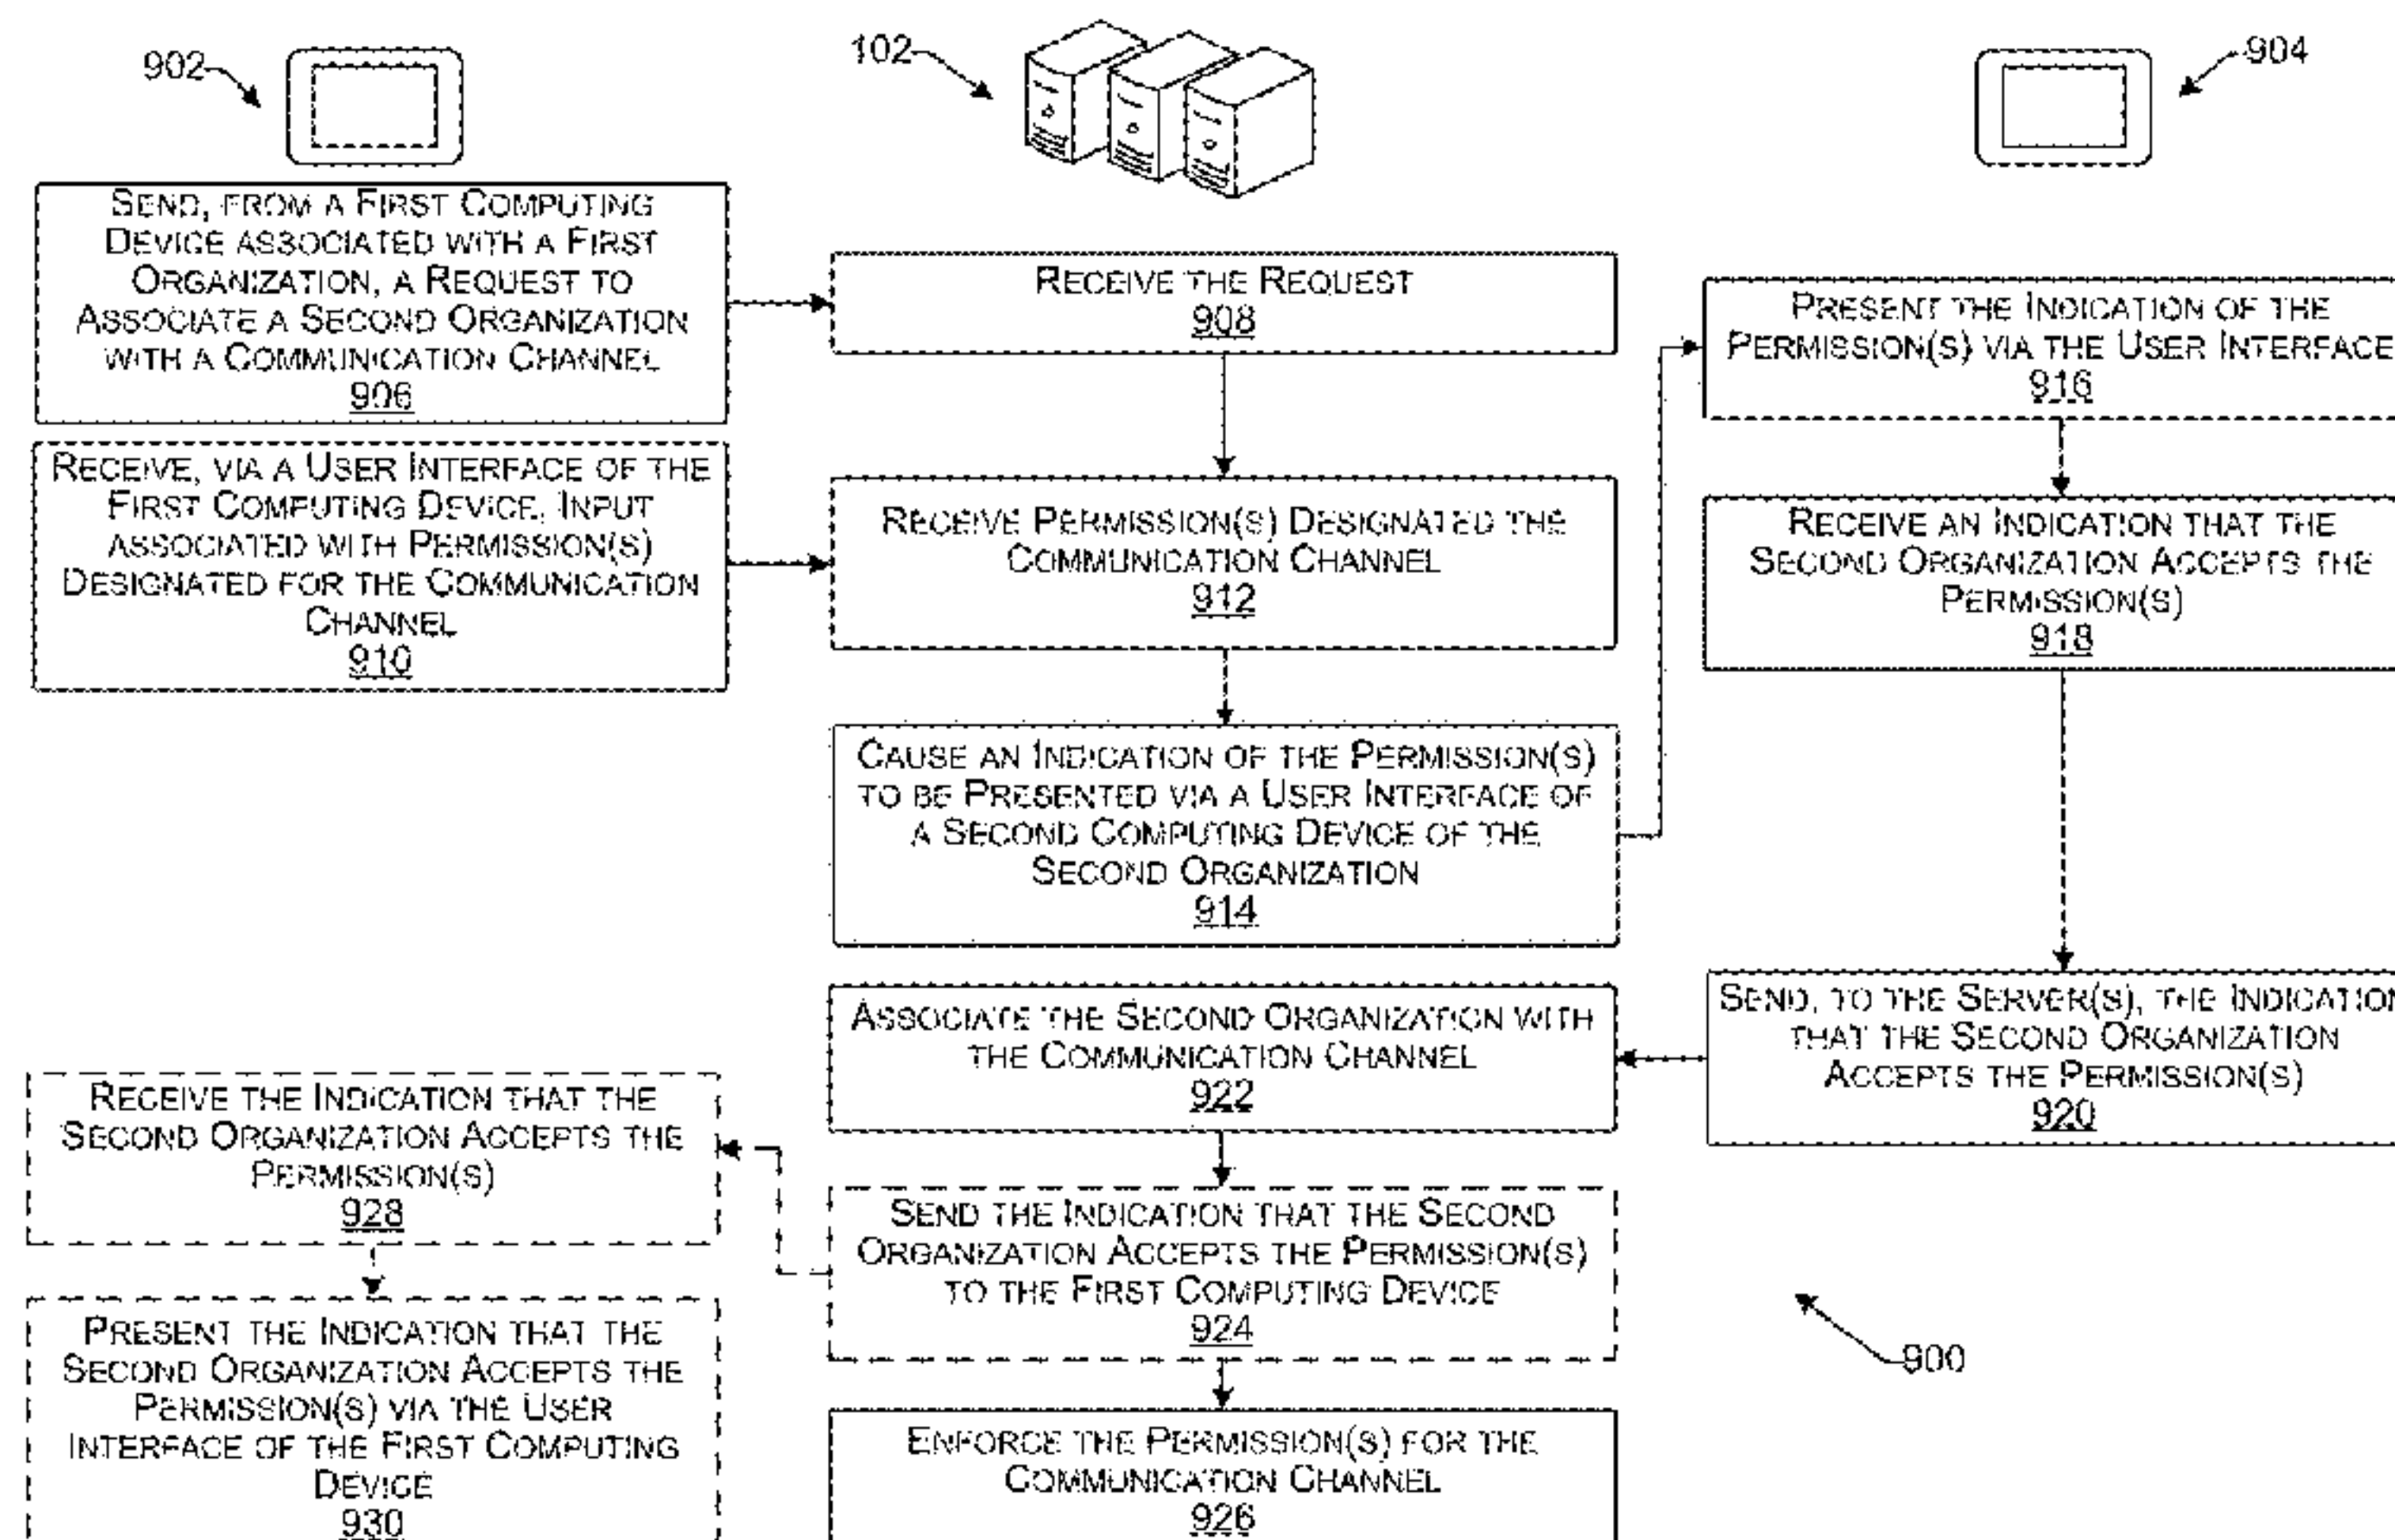 902
102
904
SEND, FROM A FIRST COMPUTING
DEVICE ASSOCIATED WITH A FIRST
ORGANIZATION, A REQUEST TO
ASSOCIATE A SECOND ORGANIZATION
WITH A COMMUNICATION CHANNEL
906
RECEIVE THE REQUEST
908
RECEIVE, VIA A USER INTERFACE OF THE
FIRST COMPUTING DEVICE, INPUT
ASSOCIATED WITH PERMISSION(S)
DESIGNATED FOR THE COMMUNICATION
CHANNEL
910
RECEIVE PERMISSION(S) DESIGNATED THE
COMMUNICATION CHANNEL
912
CAUSE AN INDICATION OF THE PERMISSION(S)
TO BE PRESENTED VIA A USER INTERFACE OF
A SECOND COMPUTING DEVICE OF THE
SECOND ORGANIZATION
914
PRESENT THE INDICATION OF THE
PERMISSION(S) VIA THE USER INTERFACE
916
RECEIVE AN INDICATION THAT THE
SECOND ORGANIZATION ACCEPTS THE
PERMISSION(S)
918
SEND, TO THE SERVER(S), THE INDICATION
THAT THE SECOND ORGANIZATION
ACCEPTS THE PERMISSION(S)
920
ASSOCIATE THE SECOND ORGANIZATION WITH
THE COMMUNICATION CHANNEL
922
SEND THE INDICATION THAT THE SECOND
ORGANIZATION ACCEPTS THE PERMISSION(S)
TO THE FIRST COMPUTING DEVICE
924
RECEIVE THE INDICATION THAT THE
SECOND ORGANIZATION ACCEPTS THE
PERMISSION(S)
928
PRESENT THE INDICATION THAT THE
SECOND ORGANIZATION ACCEPTS THE
PERMISSION(S) VIA THE USER
INTERFACE OF THE FIRST COMPUTING
DEVICE
930
ENFORCE THE PERMISSION(S) FOR THE
COMMUNICATION CHANNEL
926
900